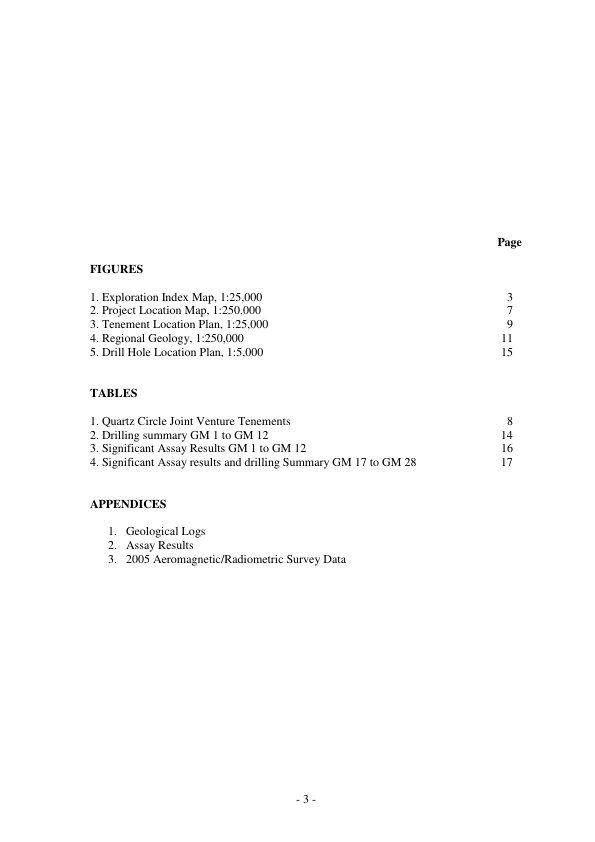 Page
FIGURES
1. Exploration Index Map, 1:25,000 3
2. Project Location Map, 1:250,000 7
3. Tenement Location Plan, 1:25,000 9
4. Regional Geology, 1:250,000 11
5. Drill Hole Location Plan, 1:5,000 15
TABLES
1. Quartz Circle Joint Venture Tenements 8
2. Drilling summary GM 1 to GM 12 14
3. Significant Assay Results GM 1 to GM 12 16
4. Significant Assay results and drilling Summary GM 17 to GM 28 17
APPENDICES
1. Geological Logs
2. Assay Results
3. 2005 Aeromagnetic/Radiometric Survey Data
- 3 -